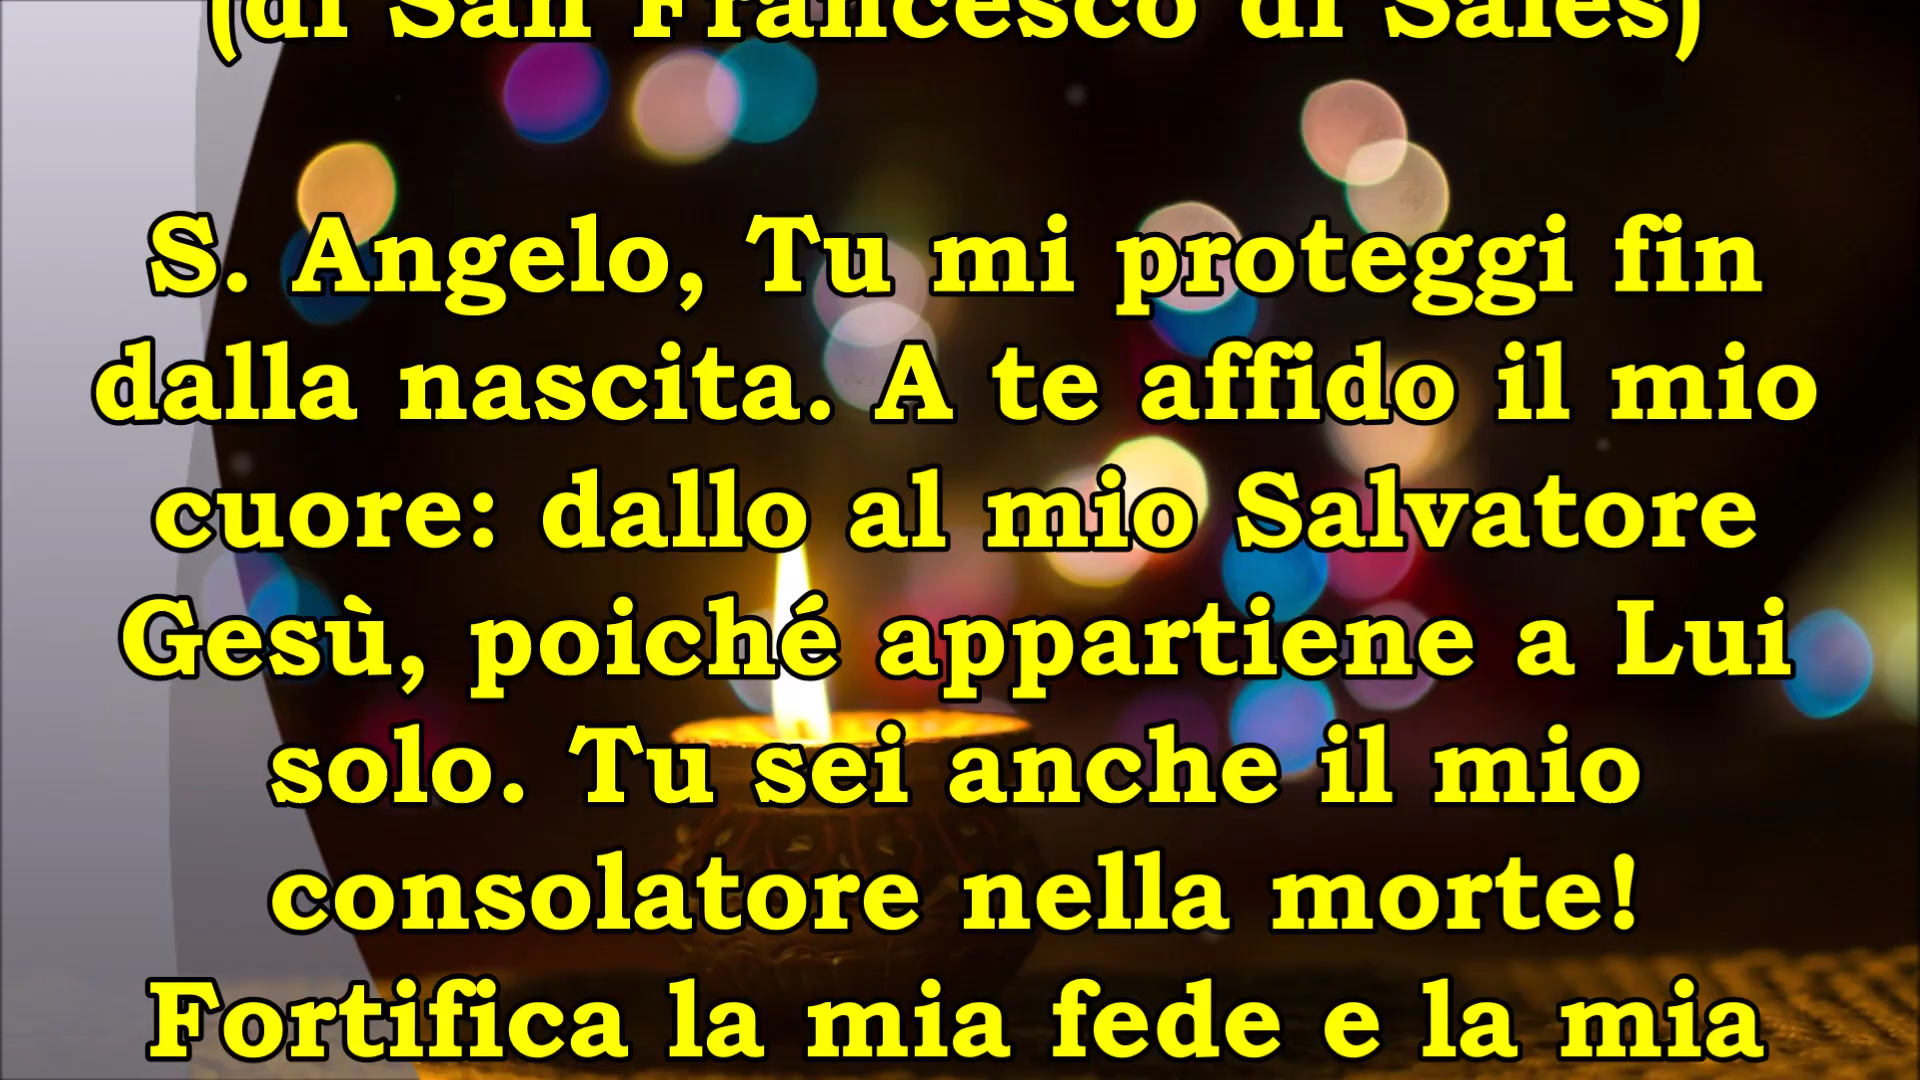 (di San Francesco di Sales)
S. Angelo, Tu mi proteggi fin
dalla nascita. A te affido il mio
cuore: dallo al mio Salvatore
Gesù, poiché appartiene a Lui
solo. Tu sei anche il mio
consolatore nella morte!
Fortifica la mia fede e la mia